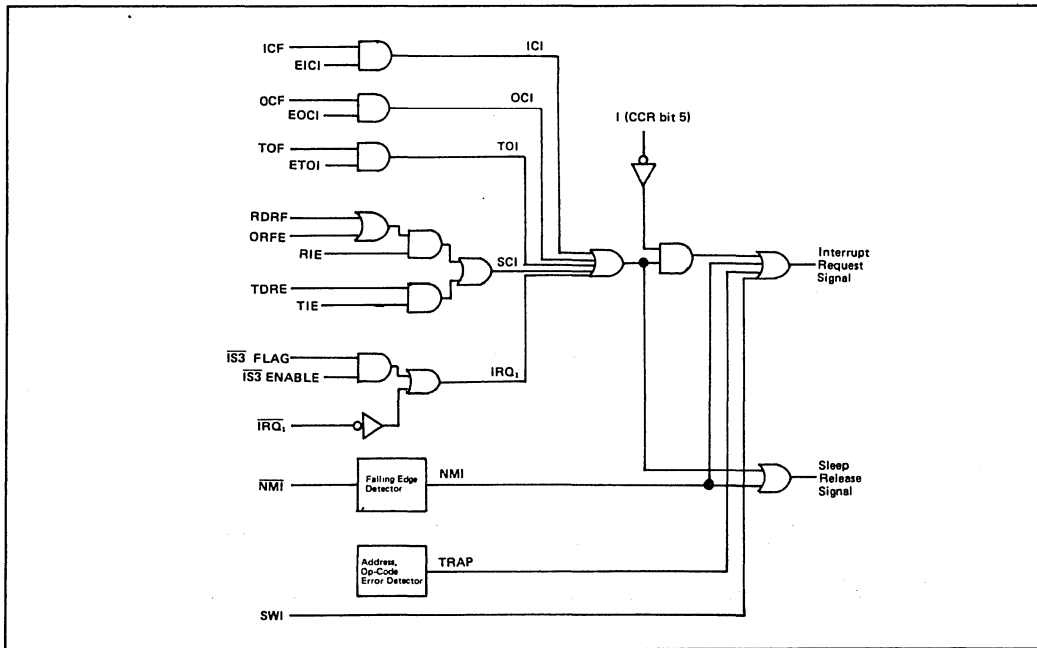 ICF
EICI
ICI
OCF
EOCI
OCI
I (CCR bit 5)
TOF
ETOI
TOI
RDRF
ORFE
RIE
SCI
TDRE
TIE
Interrupt
Request
Signal
IS3 FLAG
IS3 ENABLE
IRQ₁
IRQ₁
NMI
Falling Edge
Detector
NMI
Sleep
Release
Signal
Address,
Op-Code
Error Detector
TRAP
SWI